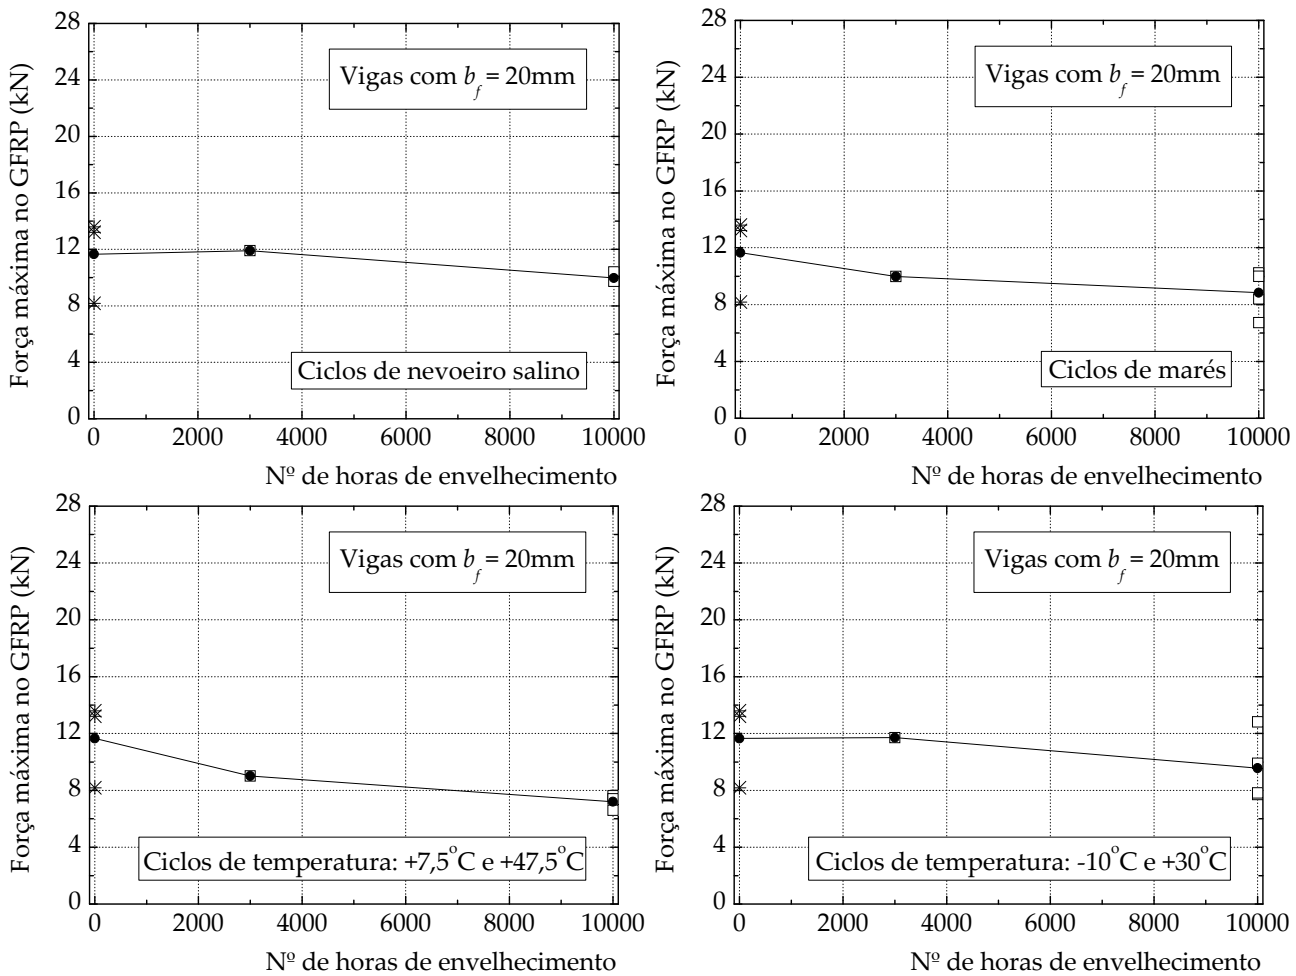 Força máxima no GFRP (kN)
28
24
20
16
12
8
4
0
Vigas com b_f = 20mm
Ciclos de nevoeiro salino
0 2000 4000 6000 8000 10000
Nº de horas de envelhecimento
Força máxima no GFRP (kN)
28
24
20
16
12
8
4
0
Vigas com b_f = 20mm
Ciclos de marés
0 2000 4000 6000 8000 10000
Nº de horas de envelhecimento
Força máxima no GFRP (kN)
28
24
20
16
12
8
4
0
Vigas com b_f = 20mm
Ciclos de temperatura: +7,5°C e +47,5°C
0 2000 4000 6000 8000 10000
Nº de horas de envelhecimento
Força máxima no GFRP (kN)
28
24
20
16
12
8
4
0
Vigas com b_f = 20mm
Ciclos de temperatura: -10°C e +30°C
0 2000 4000 6000 8000 10000
Nº de horas de envelhecimento